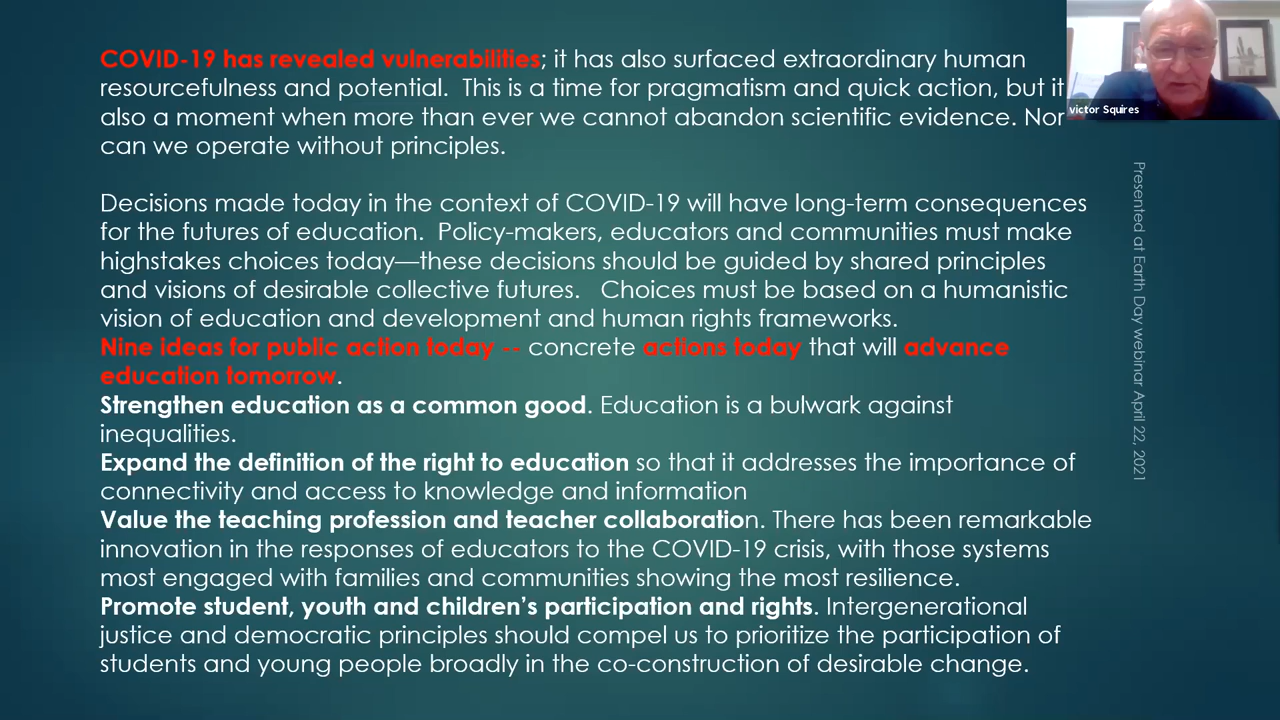 COVID-19 has revealed vulnerabilities; it has also surfaced extraordinary human
resourcefulness and potential.  This is a time for pragmatism and quick action, but it
also a moment when more than ever we cannot abandon scientific evidence. Nor
can we operate without principles.
Decisions made today in the context of COVID-19 will have long-term consequences
for the futures of education.  Policy-makers, educators and communities must make
highstakes choices today—these decisions should be guided by shared principles
and visions of desirable collective futures.   Choices must be based on a humanistic
vision of education and development and human rights frameworks.
Nine ideas for public action today -- concrete actions today that will advance
education tomorrow.
Strengthen education as a common good. Education is a bulwark against
inequalities.
Expand the definition of the right to education so that it addresses the importance of
connectivity and access to knowledge and information
Value the teaching profession and teacher collaboration. There has been remarkable
innovation in the responses of educators to the COVID-19 crisis, with those systems
most engaged with families and communities showing the most resilience.
Promote student, youth and children’s participation and rights. Intergenerational
justice and democratic principles should compel us to prioritize the participation of
students and young people broadly in the co-construction of desirable change.
victor Squires
Presented at Earth Day webinar April 22, 2021